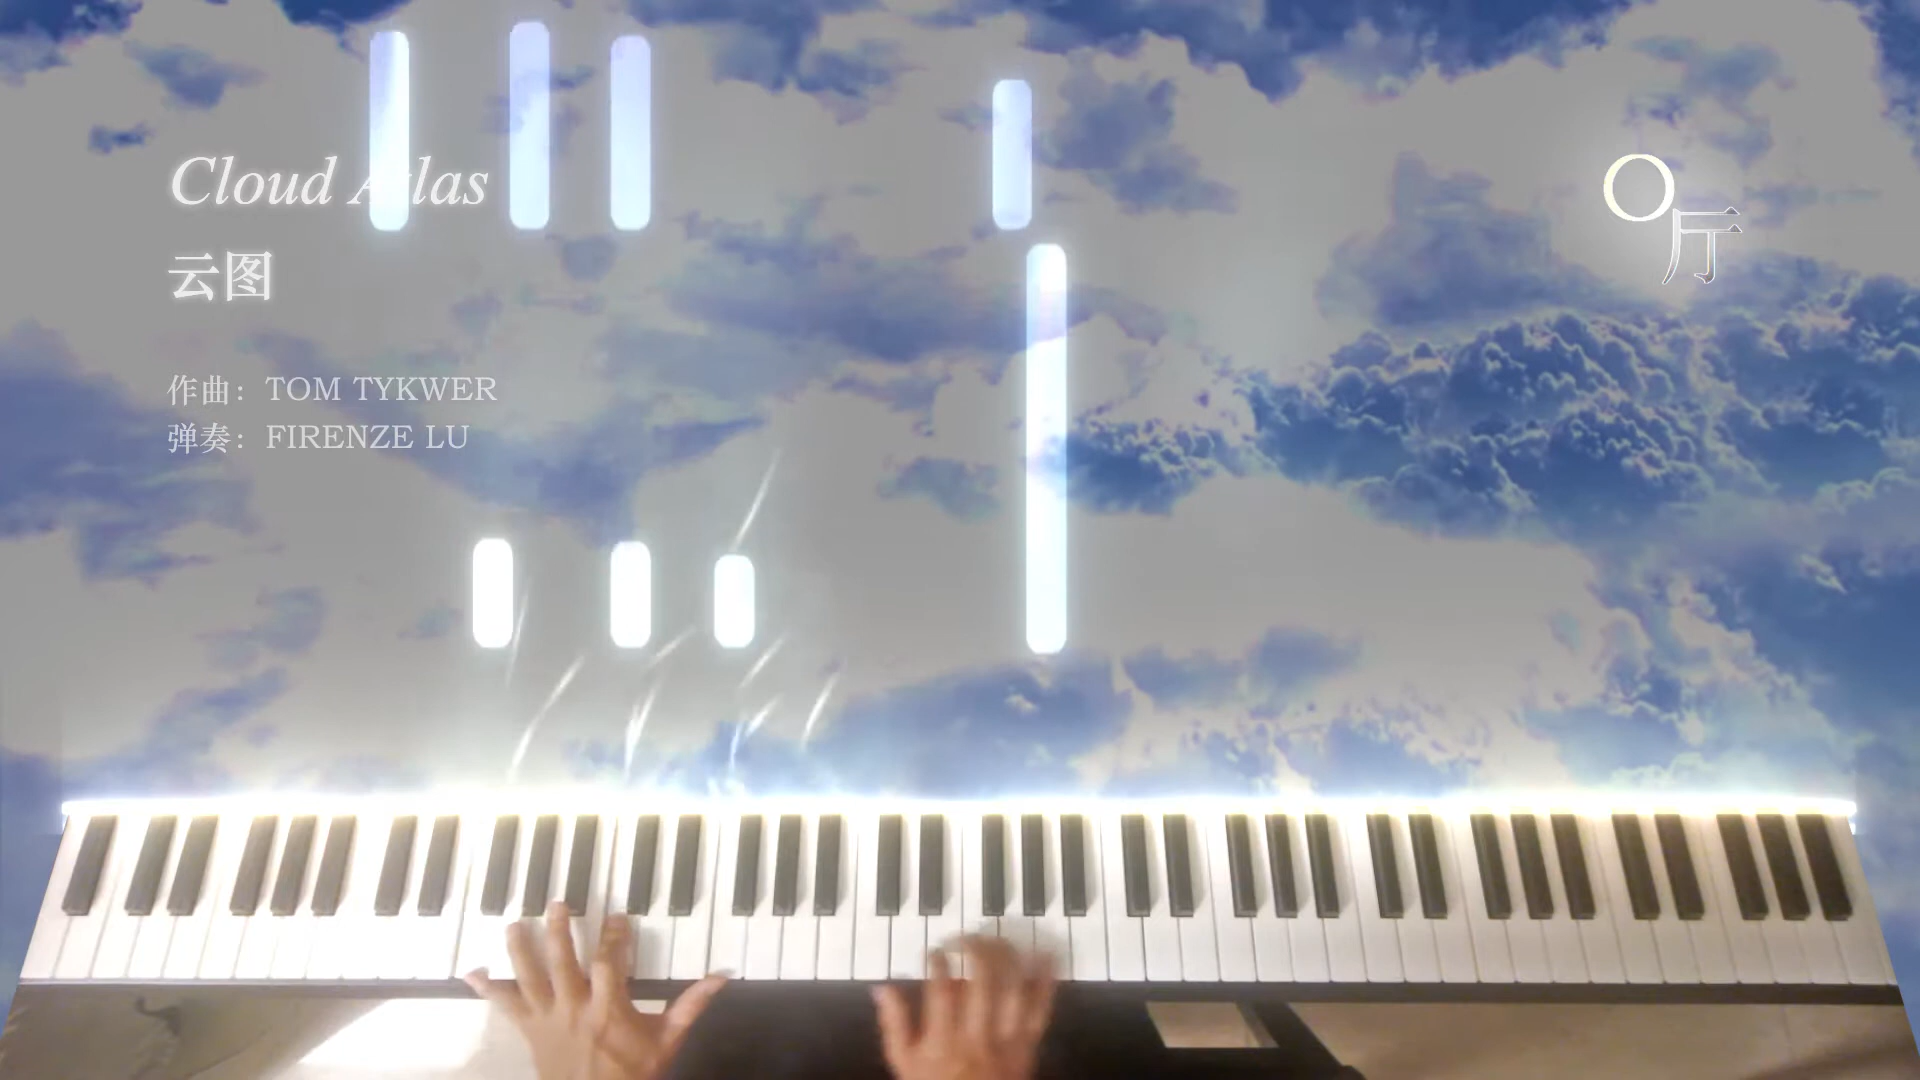 Cloud Atlas
云图
作曲：TOM TYKWER
弹奏：FIRENZE LU
O
厅